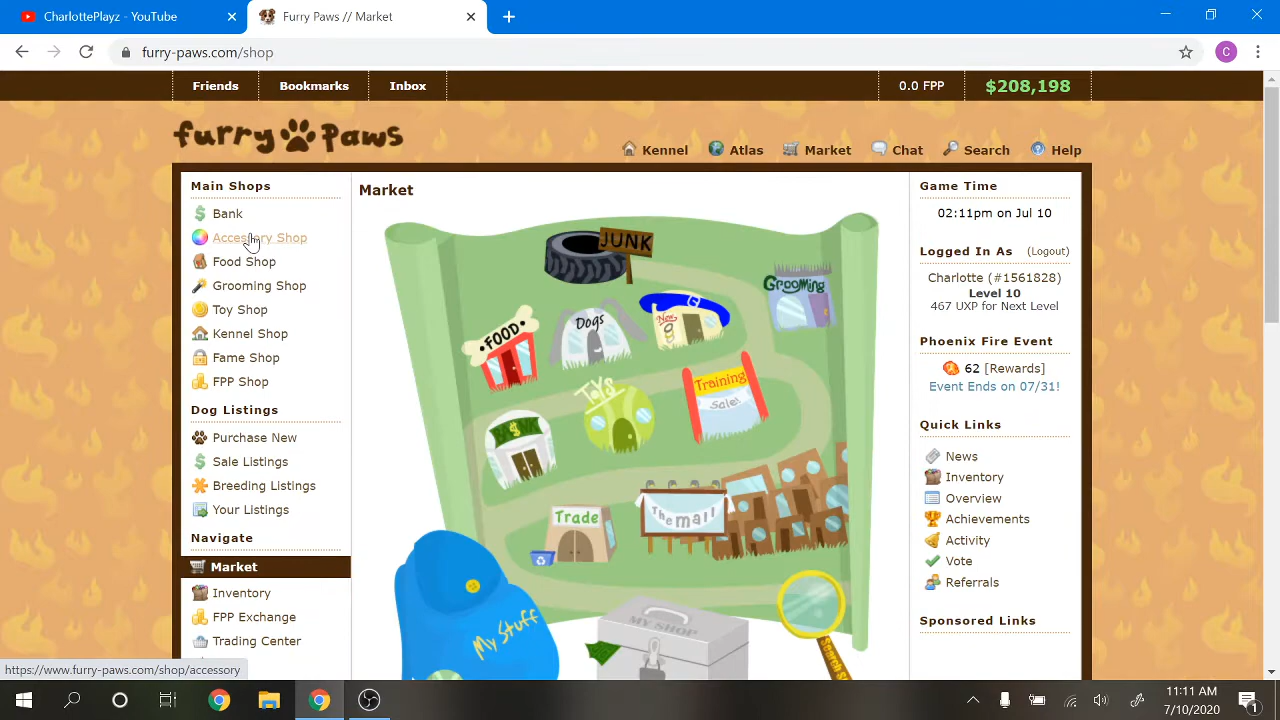 CharlottePlayz - YouTube
Furry Paws // Market
furry-paws.com/shop
C
Friends
Bookmarks
Inbox
0.0 FPP
$208,198
furry Paws
Kennel
Atlas
Market
Chat
Search
Help
Main Shops
Bank
Accessory Shop
Food Shop
Grooming Shop
Toy Shop
Kennel Shop
Fame Shop
FPP Shop
Dog Listings
Purchase New
Sale Listings
Breeding Listings
Your Listings
Navigate
Market
Inventory
FPP Exchange
Trading Center
Market
JUNK
Grooming
FOOD
Dogs
New
TOYS
Training
Sale!
BANK
$
Trade
The mall
My Stuff
MY SHOP
Game Time
02:11pm on Jul 10
Logged In As (Logout)
Charlotte (#1561828)
Level 10
467 UXP for Next Level
Phoenix Fire Event
62 [Rewards]
Event Ends on 07/31!
Quick Links
News
Inventory
Overview
Achievements
Activity
Vote
Referrals
Sponsored Links
https://www.furry-paws.com/shop/accessory
11:11 AM
7/10/2020
1